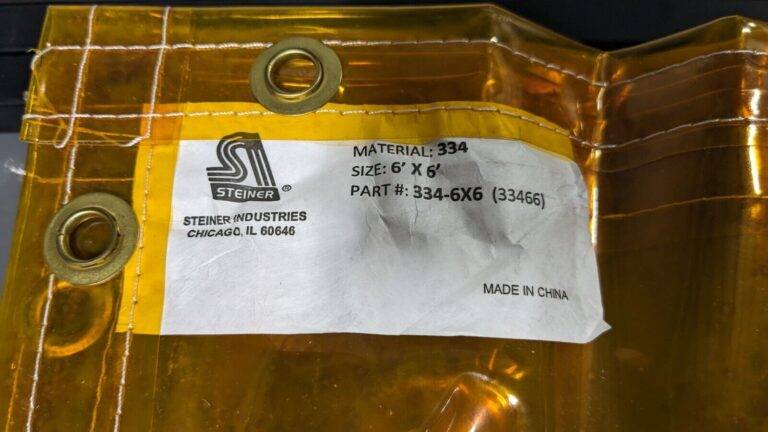 STEINER ®
STEINER INDUSTRIES
CHICAGO, IL 60646
MATERIAL: 334
SIZE: 6' X 6'
PART #: 334-6X6 (33466)
MADE IN CHINA